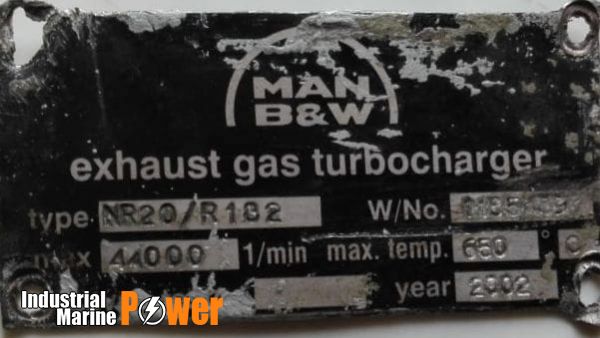 MAN
B&W
exhaust gas turbocharger
type NR20/R182 W/No.
max 44000 1/min max. temp. 650 ° C
year 2002
Industrial
Marine Power